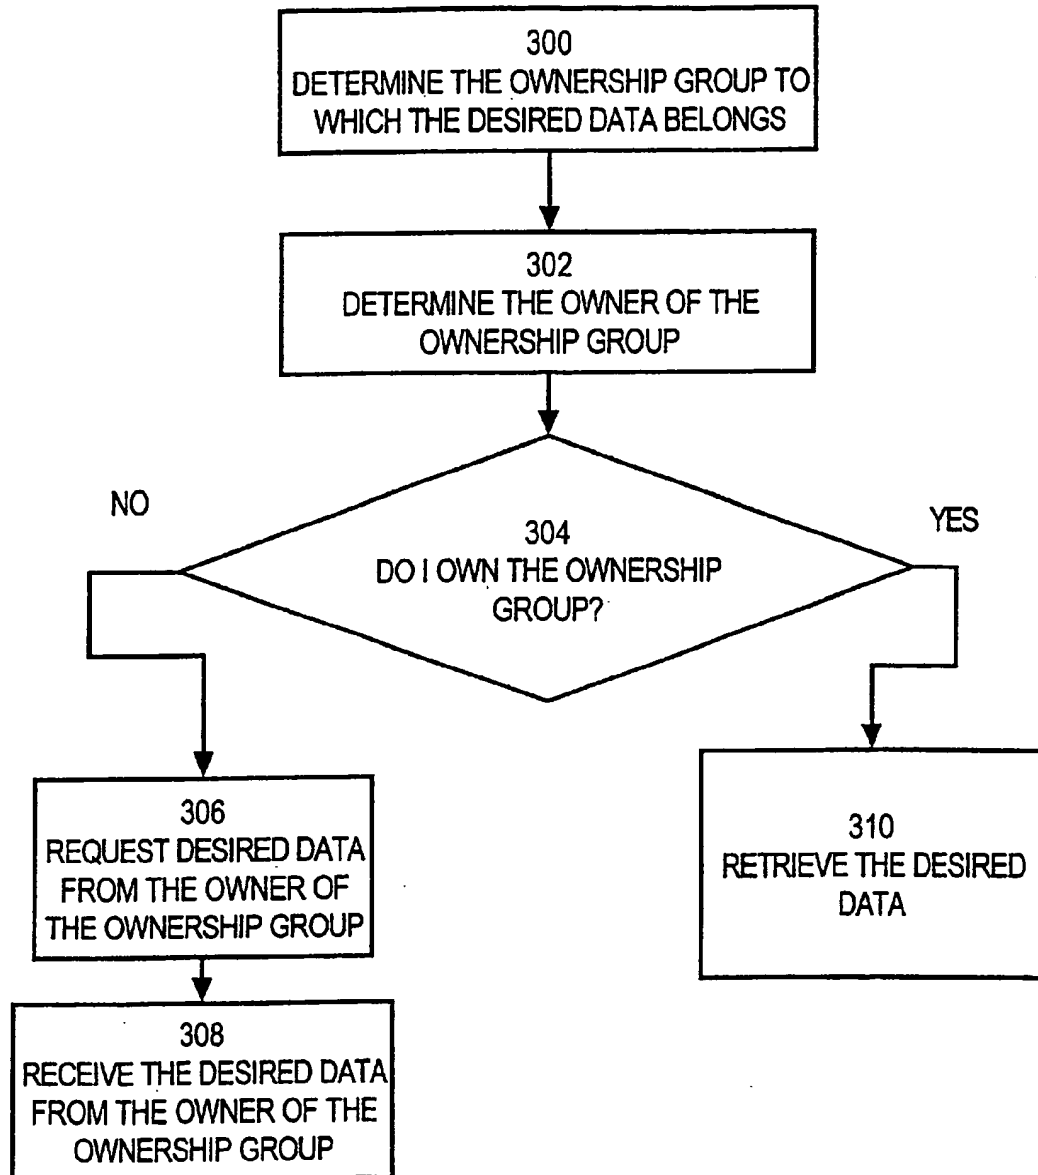 300
DETERMINE THE OWNERSHIP GROUP TO
WHICH THE DESIRED DATA BELONGS
302
DETERMINE THE OWNER OF THE
OWNERSHIP GROUP
304
DO I OWN THE OWNERSHIP
GROUP?
NO
YES
306
REQUEST DESIRED DATA
FROM THE OWNER OF
THE OWNERSHIP GROUP
308
RECEIVE THE DESIRED DATA
FROM THE OWNER OF THE
OWNERSHIP GROUP
310
RETRIEVE THE DESIRED
DATA